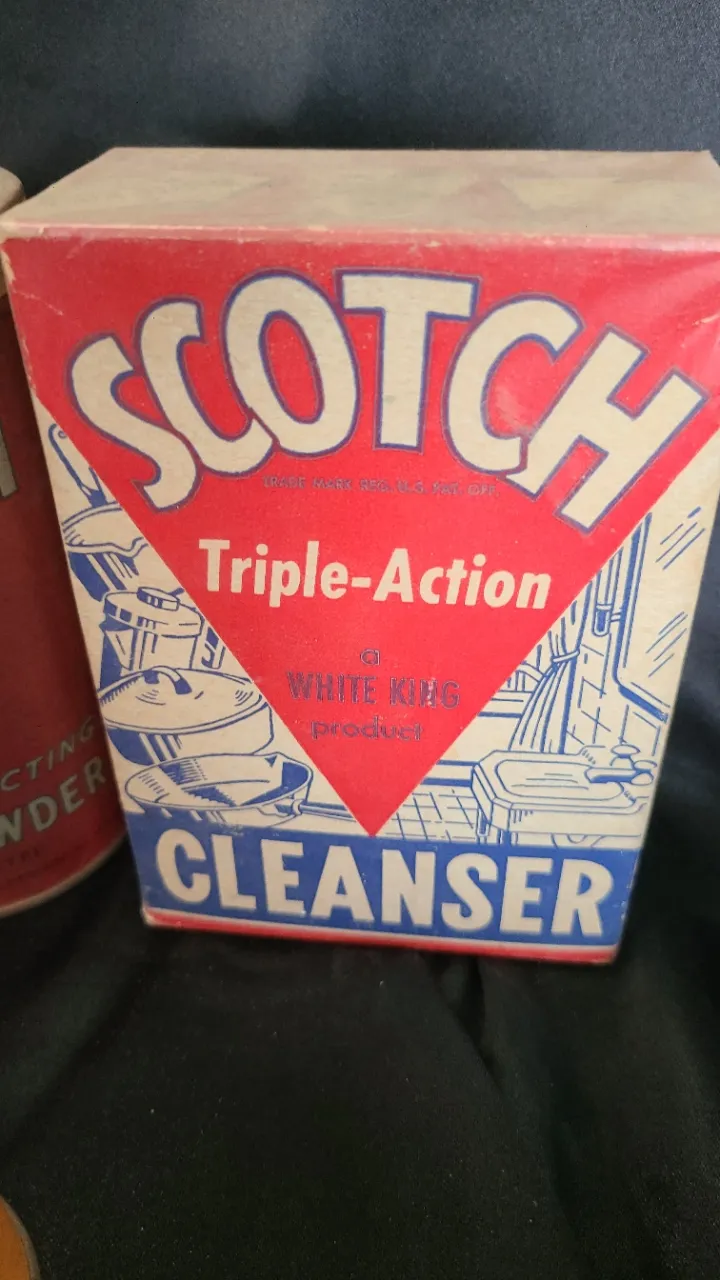 SCOTCH
TRADE MARK REG. U.S. PAT. OFF.
Triple-Action
a
WHITE KING
product
CLEANSER
CTING
NDER